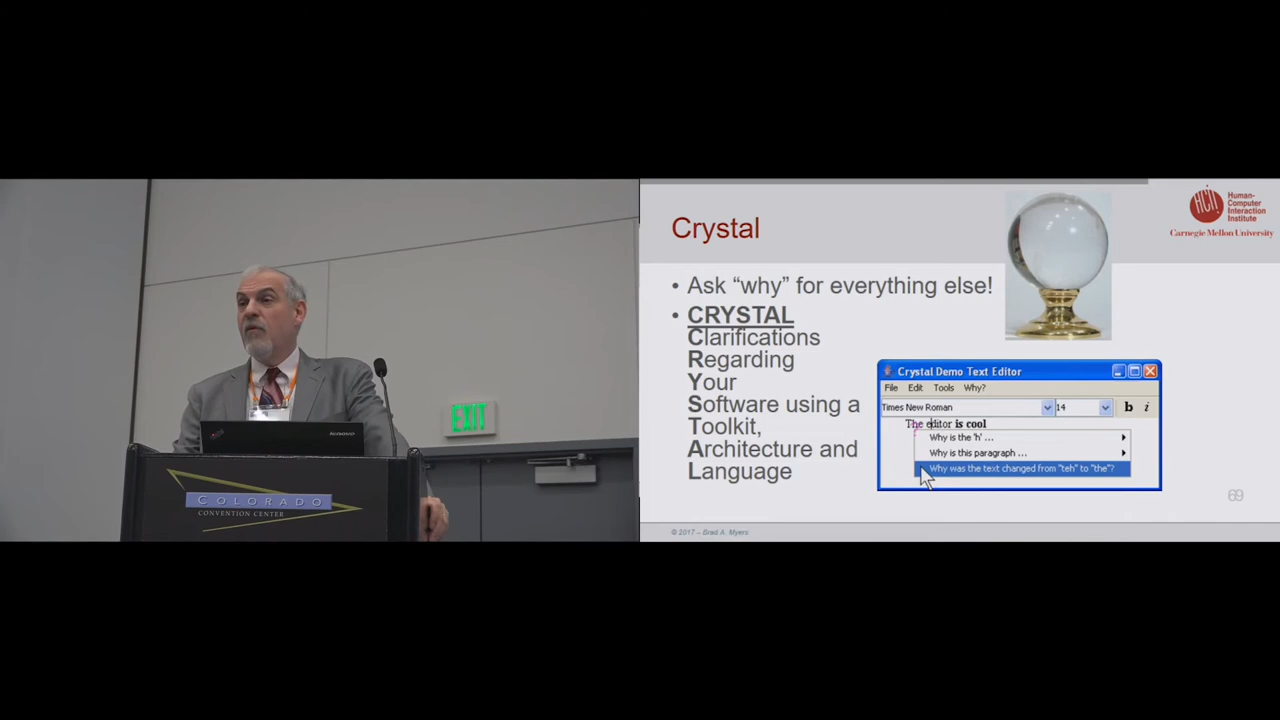 EXIT
lenovo
COLORADO
CONVENTION CENTER
Crystal
HCII
Human-
Computer
Interaction
Institute
Carnegie Mellon University
• Ask “why” for everything else!
• CRYSTAL
Clarifications
Regarding
Your
Software using a
Toolkit,
Architecture and
Language
Crystal Demo Text Editor
File Edit Tools Why?
Times New Roman 14 b i
The editor is cool
Why is the 'h' ...
Why is this paragraph ...
Why was the text changed from "teh" to "the"?
69
© 2017 – Brad A. Myers